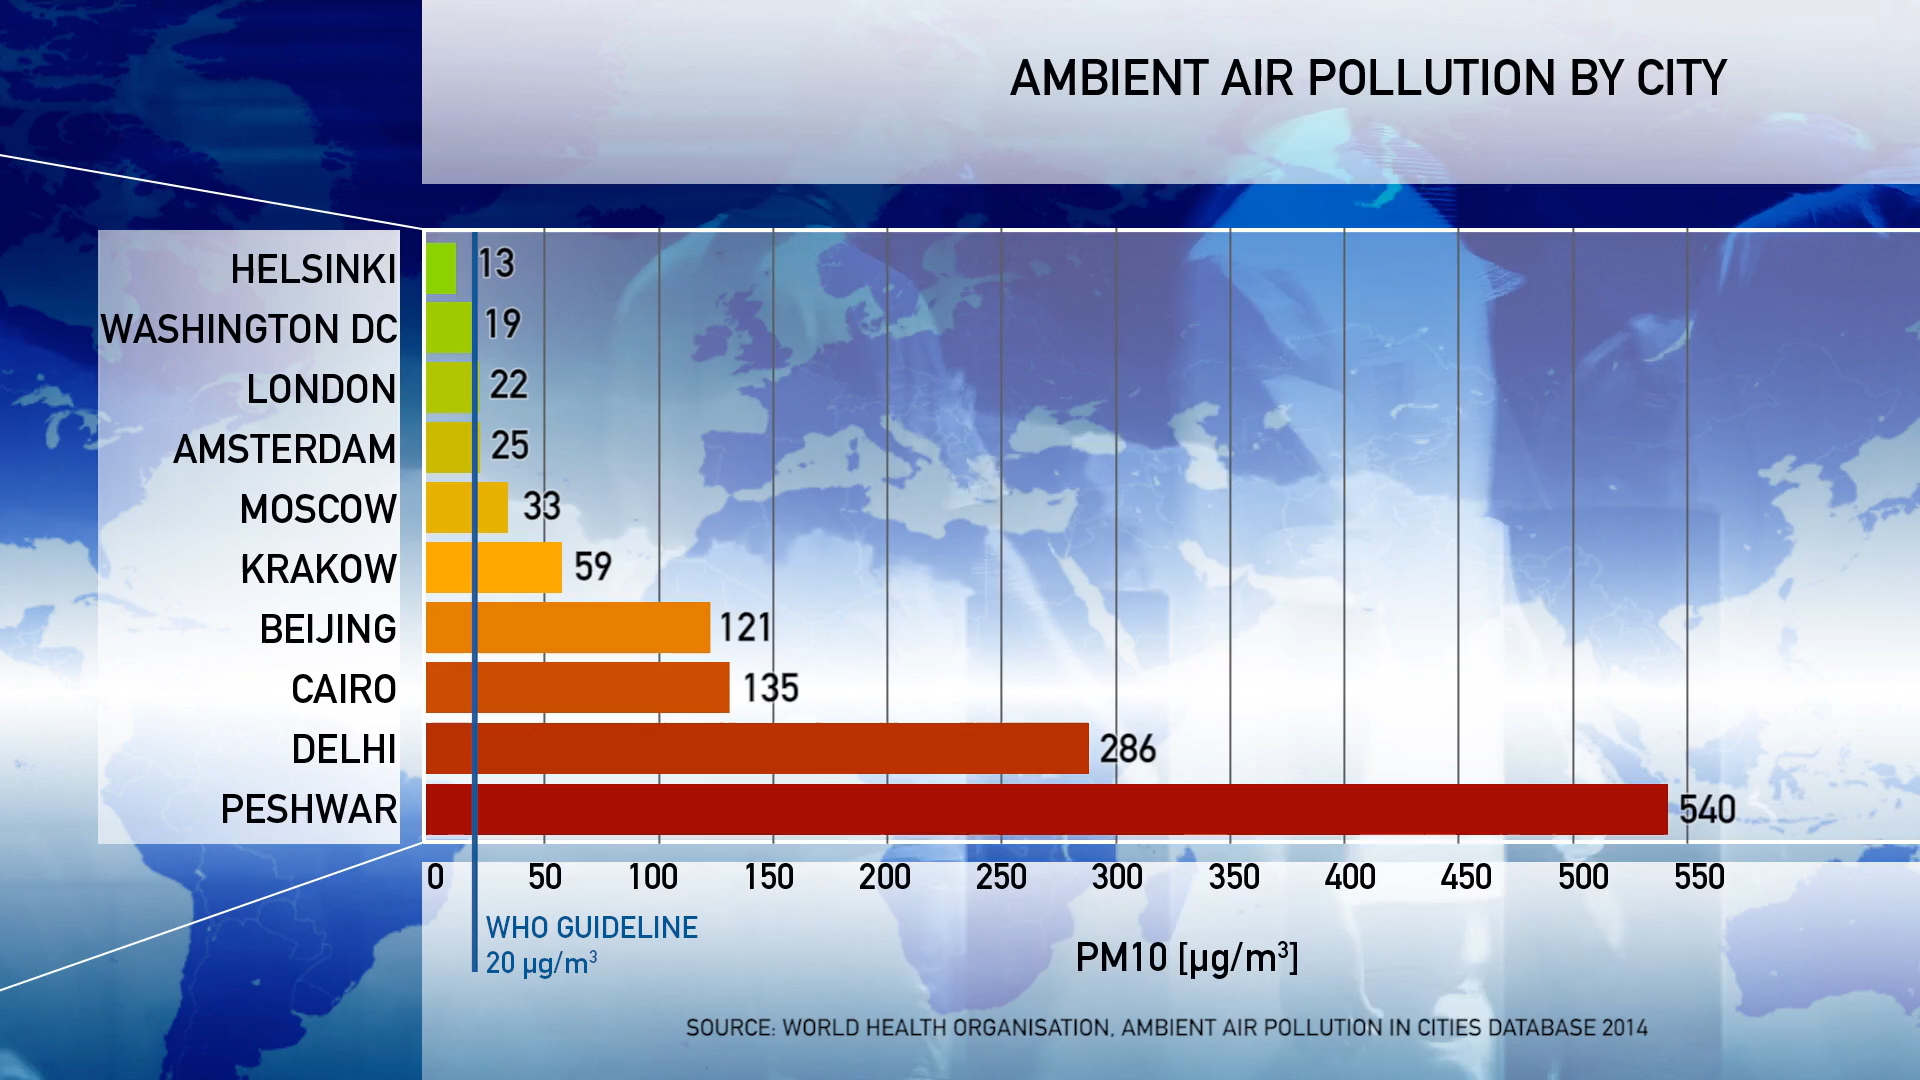 AMBIENT AIR POLLUTION BY CITY
HELSINKI 13
WASHINGTON DC 19
LONDON 22
AMSTERDAM 25
MOSCOW 33
KRAKOW 59
BEIJING 121
CAIRO 135
DELHI 286
PESHWAR 540
0 50 100 150 200 250 300 350 400 450 500 550
WHO GUIDELINE
20 µg/m³
PM10 [µg/m³]
SOURCE: WORLD HEALTH ORGANISATION, AMBIENT AIR POLLUTION IN CITIES DATABASE 2014